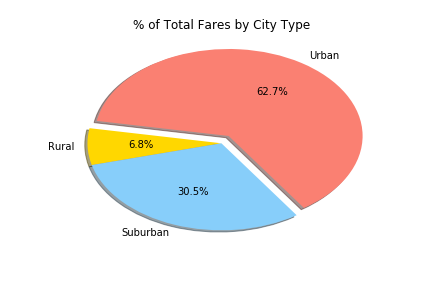 % of Total Fares by City Type
Urban
62.7%
Rural
6.8%
30.5%
Suburban